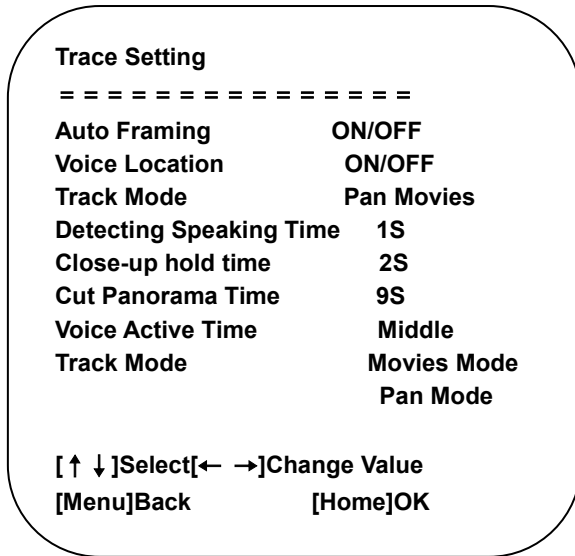 Trace Setting
= = = = = = = = = = = = = = =
Auto Framing ON/OFF
Voice Location ON/OFF
Track Mode Pan Movies
Detecting Speaking Time 1S
Close-up hold time 2S
Cut Panorama Time 9S
Voice Active Time Middle
Track Mode Movies Mode
Pan Mode
[↑ ↓]Select[← →]Change Value
[Menu]Back [Home]OK